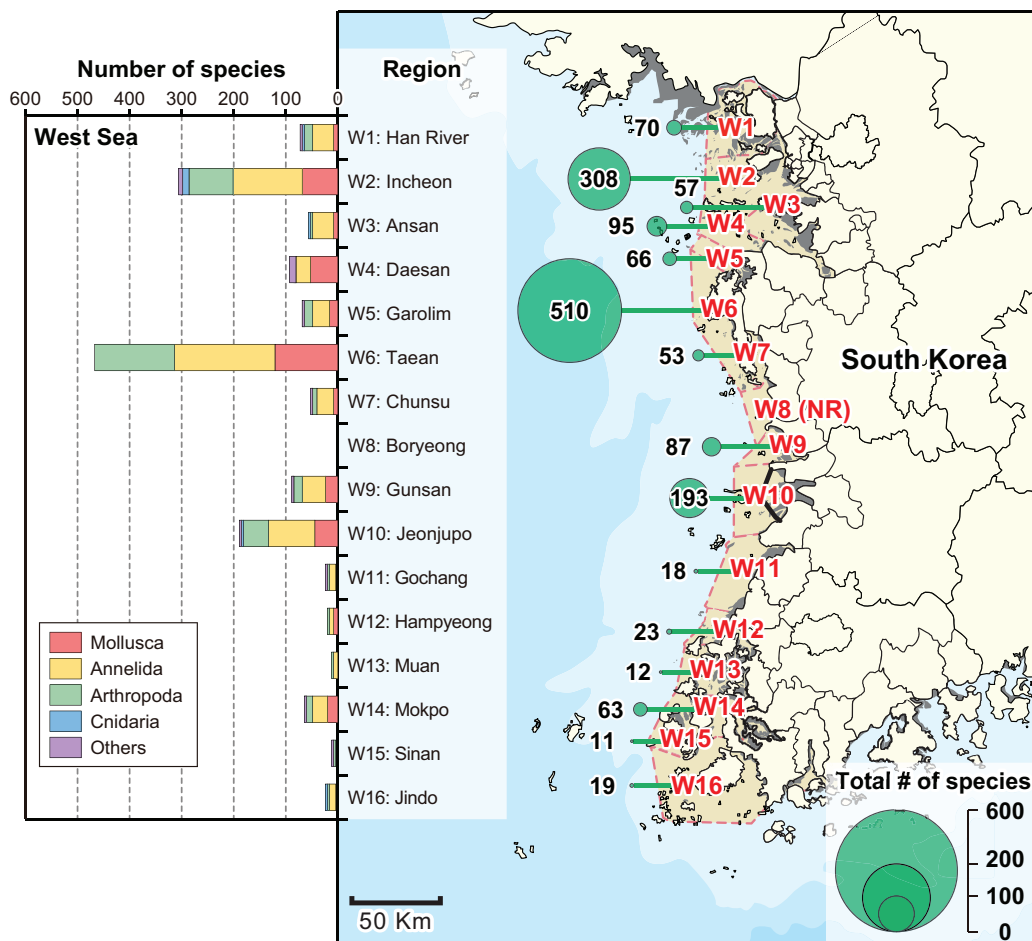 Number of species
Region
600 500 400 300 200 100 0
West Sea
W1: Han River
W2: Incheon
W3: Ansan
W4: Daesan
W5: Garolim
W6: Taean
W7: Chunsu
W8: Boryeong
W9: Gunsan
W10: Jeonjupo
W11: Gochang
W12: Hampyeong
W13: Muan
W14: Mokpo
W15: Sinan
W16: Jindo
Mollusca
Annelida
Arthropoda
Cnidaria
Others
70 W1
308 W2
57 W3
95 W4
66 W5
510 W6
53 W7
South Korea
W8 (NR)
87 W9
193 W10
18 W11
23 W12
12 W13
63 W14
11 W15
19 W16
Total # of species
600
200
100
0
50 Km